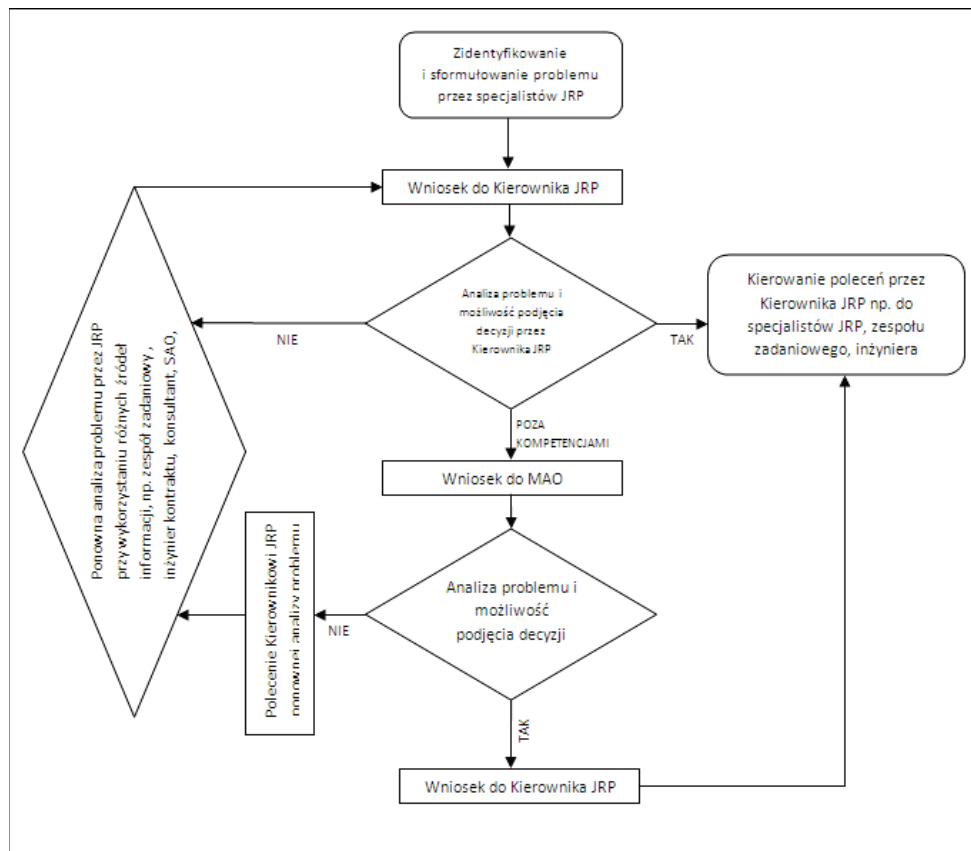 Zidentyfikowanie
i sformułowanie problemu
przez specjalistów JRP
Wniosek do Kierownika JRP
Analiza problemu i
możliwość podjęcia
decyzji przez
Kierownika JRP
NIE
TAK
Kierowanie poleceń przez
Kierownika JRP np. do
specjalistów JRP, zespołu
zadaniowego, inżyniera
Ponowna analiza problemu przez JRP
przy wykorzystaniu różnych źródeł
informacji, np. zespół zadaniowy ,
inżynier kontraktu, konsultant, SAO,
POZA
KOMPETENCJAMI
Wniosek do MAO
Analiza problemu i
możliwość
podjęcia decyzji
NIE
Polecenie Kierownikowi JRP
ponownej analizy problemu
TAK
Wniosek do Kierownika JRP